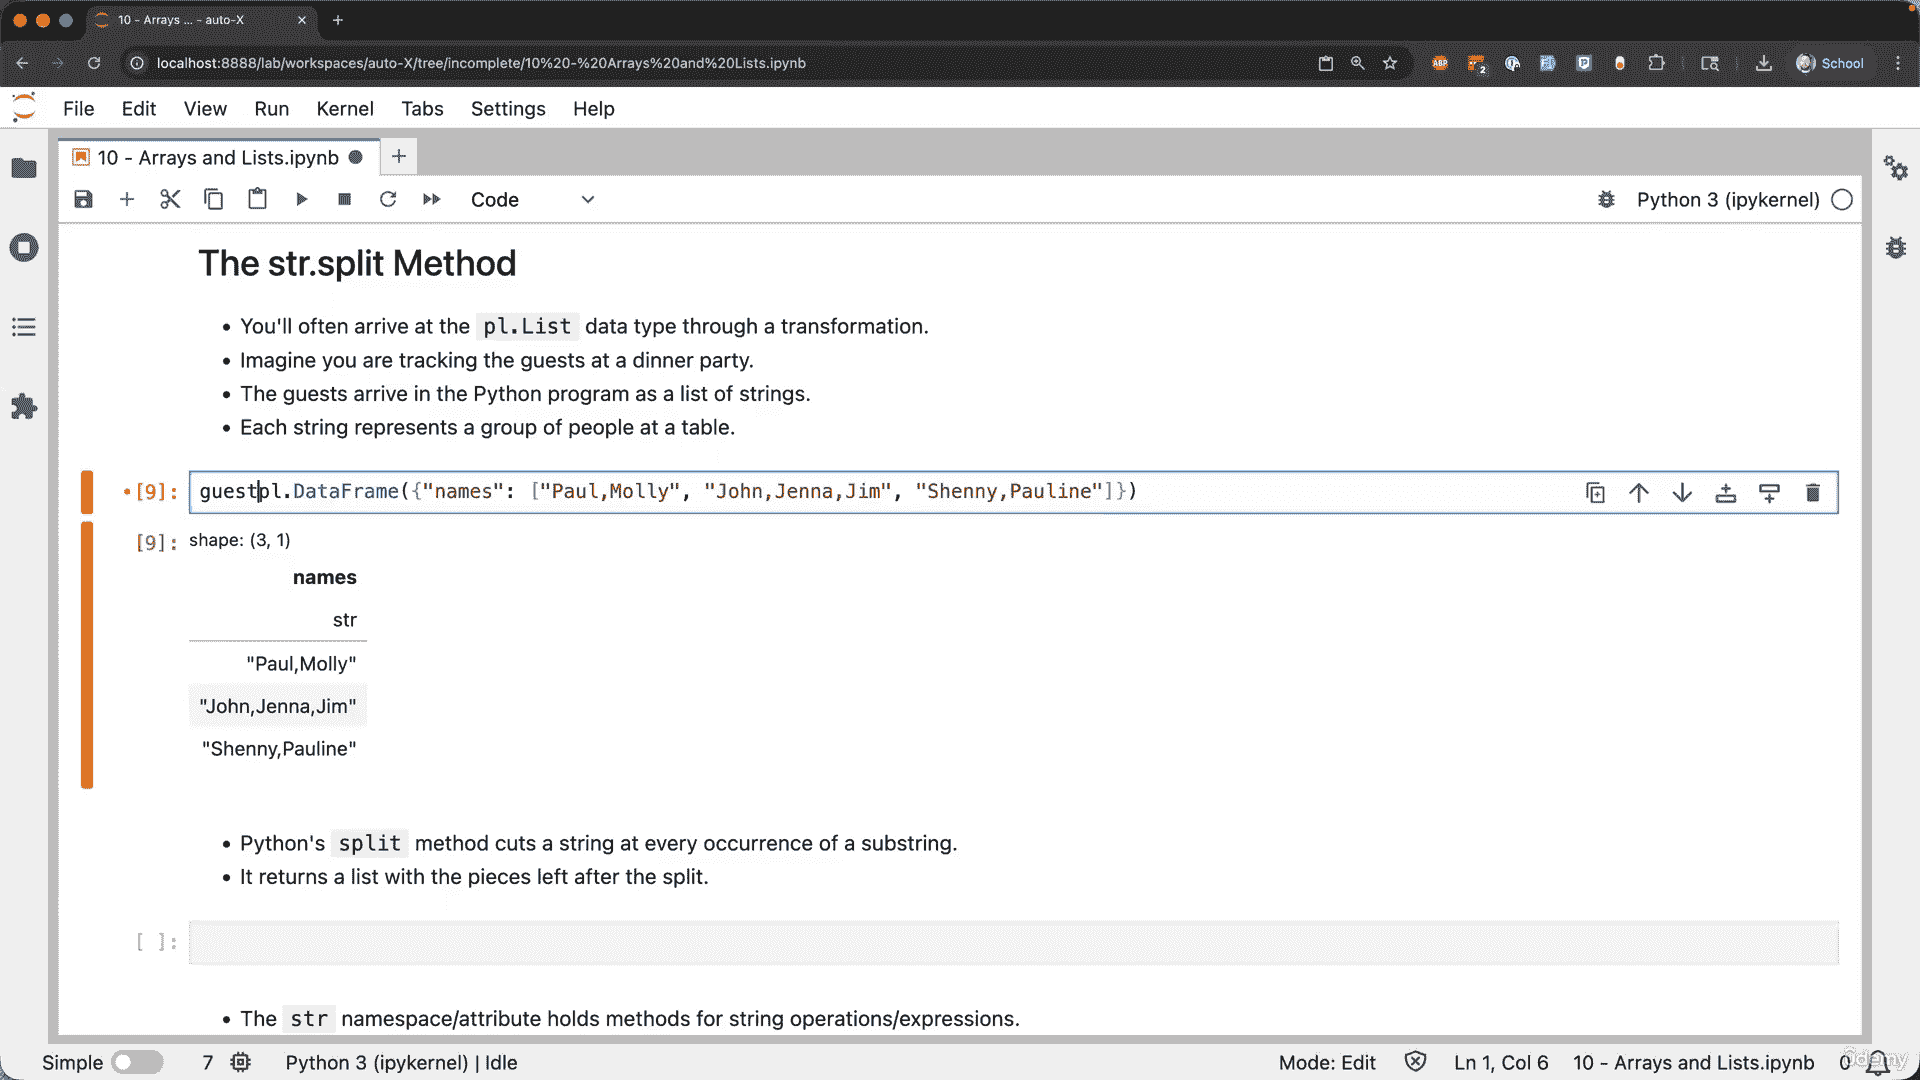 10 - Arrays ... - auto-X
localhost:8888/lab/workspaces/auto-X/tree/incomplete/10%20-%20Arrays%20and%20Lists.ipynb
ABP
2
School
File Edit View Run Kernel Tabs Settings Help
10 - Arrays and Lists.ipynb
Code
Python 3 (ipykernel)
The str.split Method
• You'll often arrive at the pl.List data type through a transformation.
• Imagine you are tracking the guests at a dinner party.
• The guests arrive in the Python program as a list of strings.
• Each string represents a group of people at a table.
[9]: guestpl.DataFrame({"names": ["Paul,Molly", "John,Jenna,Jim", "Shenny,Pauline"]})
[9]: shape: (3, 1)
names
str
"Paul,Molly"
"John,Jenna,Jim"
"Shenny,Pauline"
• Python's split method cuts a string at every occurrence of a substring.
• It returns a list with the pieces left after the split.
[ ]:
• The str namespace/attribute holds methods for string operations/expressions.
Simple 7 Python 3 (ipykernel) | Idle Mode: Edit Ln 1, Col 6 10 - Arrays and Lists.ipynb 0
Udemy